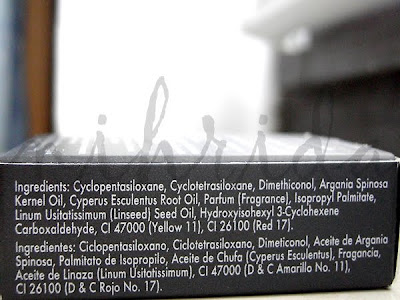 Ingredients: Cyclopentasiloxane, Cyclotetrasiloxane, Dimethiconol, Argania Spinosa
Kernel Oil, Cyperus Esculentus Root Oil, Parfum (Fragrance), Isopropyl Palmitate,
Linum Usitatissimum (Linseed) Seed Oil, Hydroxyisohexyl 3-Cyclohexene
Carboxaldehyde, CI 47000 (Yellow 11), CI 26100 (Red 17).
Ingredientes: Ciclopentasiloxano, Ciclotetrasiloxano, Dimeticonol, Aceite de Argania
Spinosa, Palmitato de Isopropilo, Aceite de Chufa (Cyperus Esculentus), Fragancia,
Aceite de Linaza (Linum Usitatissimum), CI 47000 (D & C Amarillo No. 11),
CI 26100 (D & C Rojo No. 17).